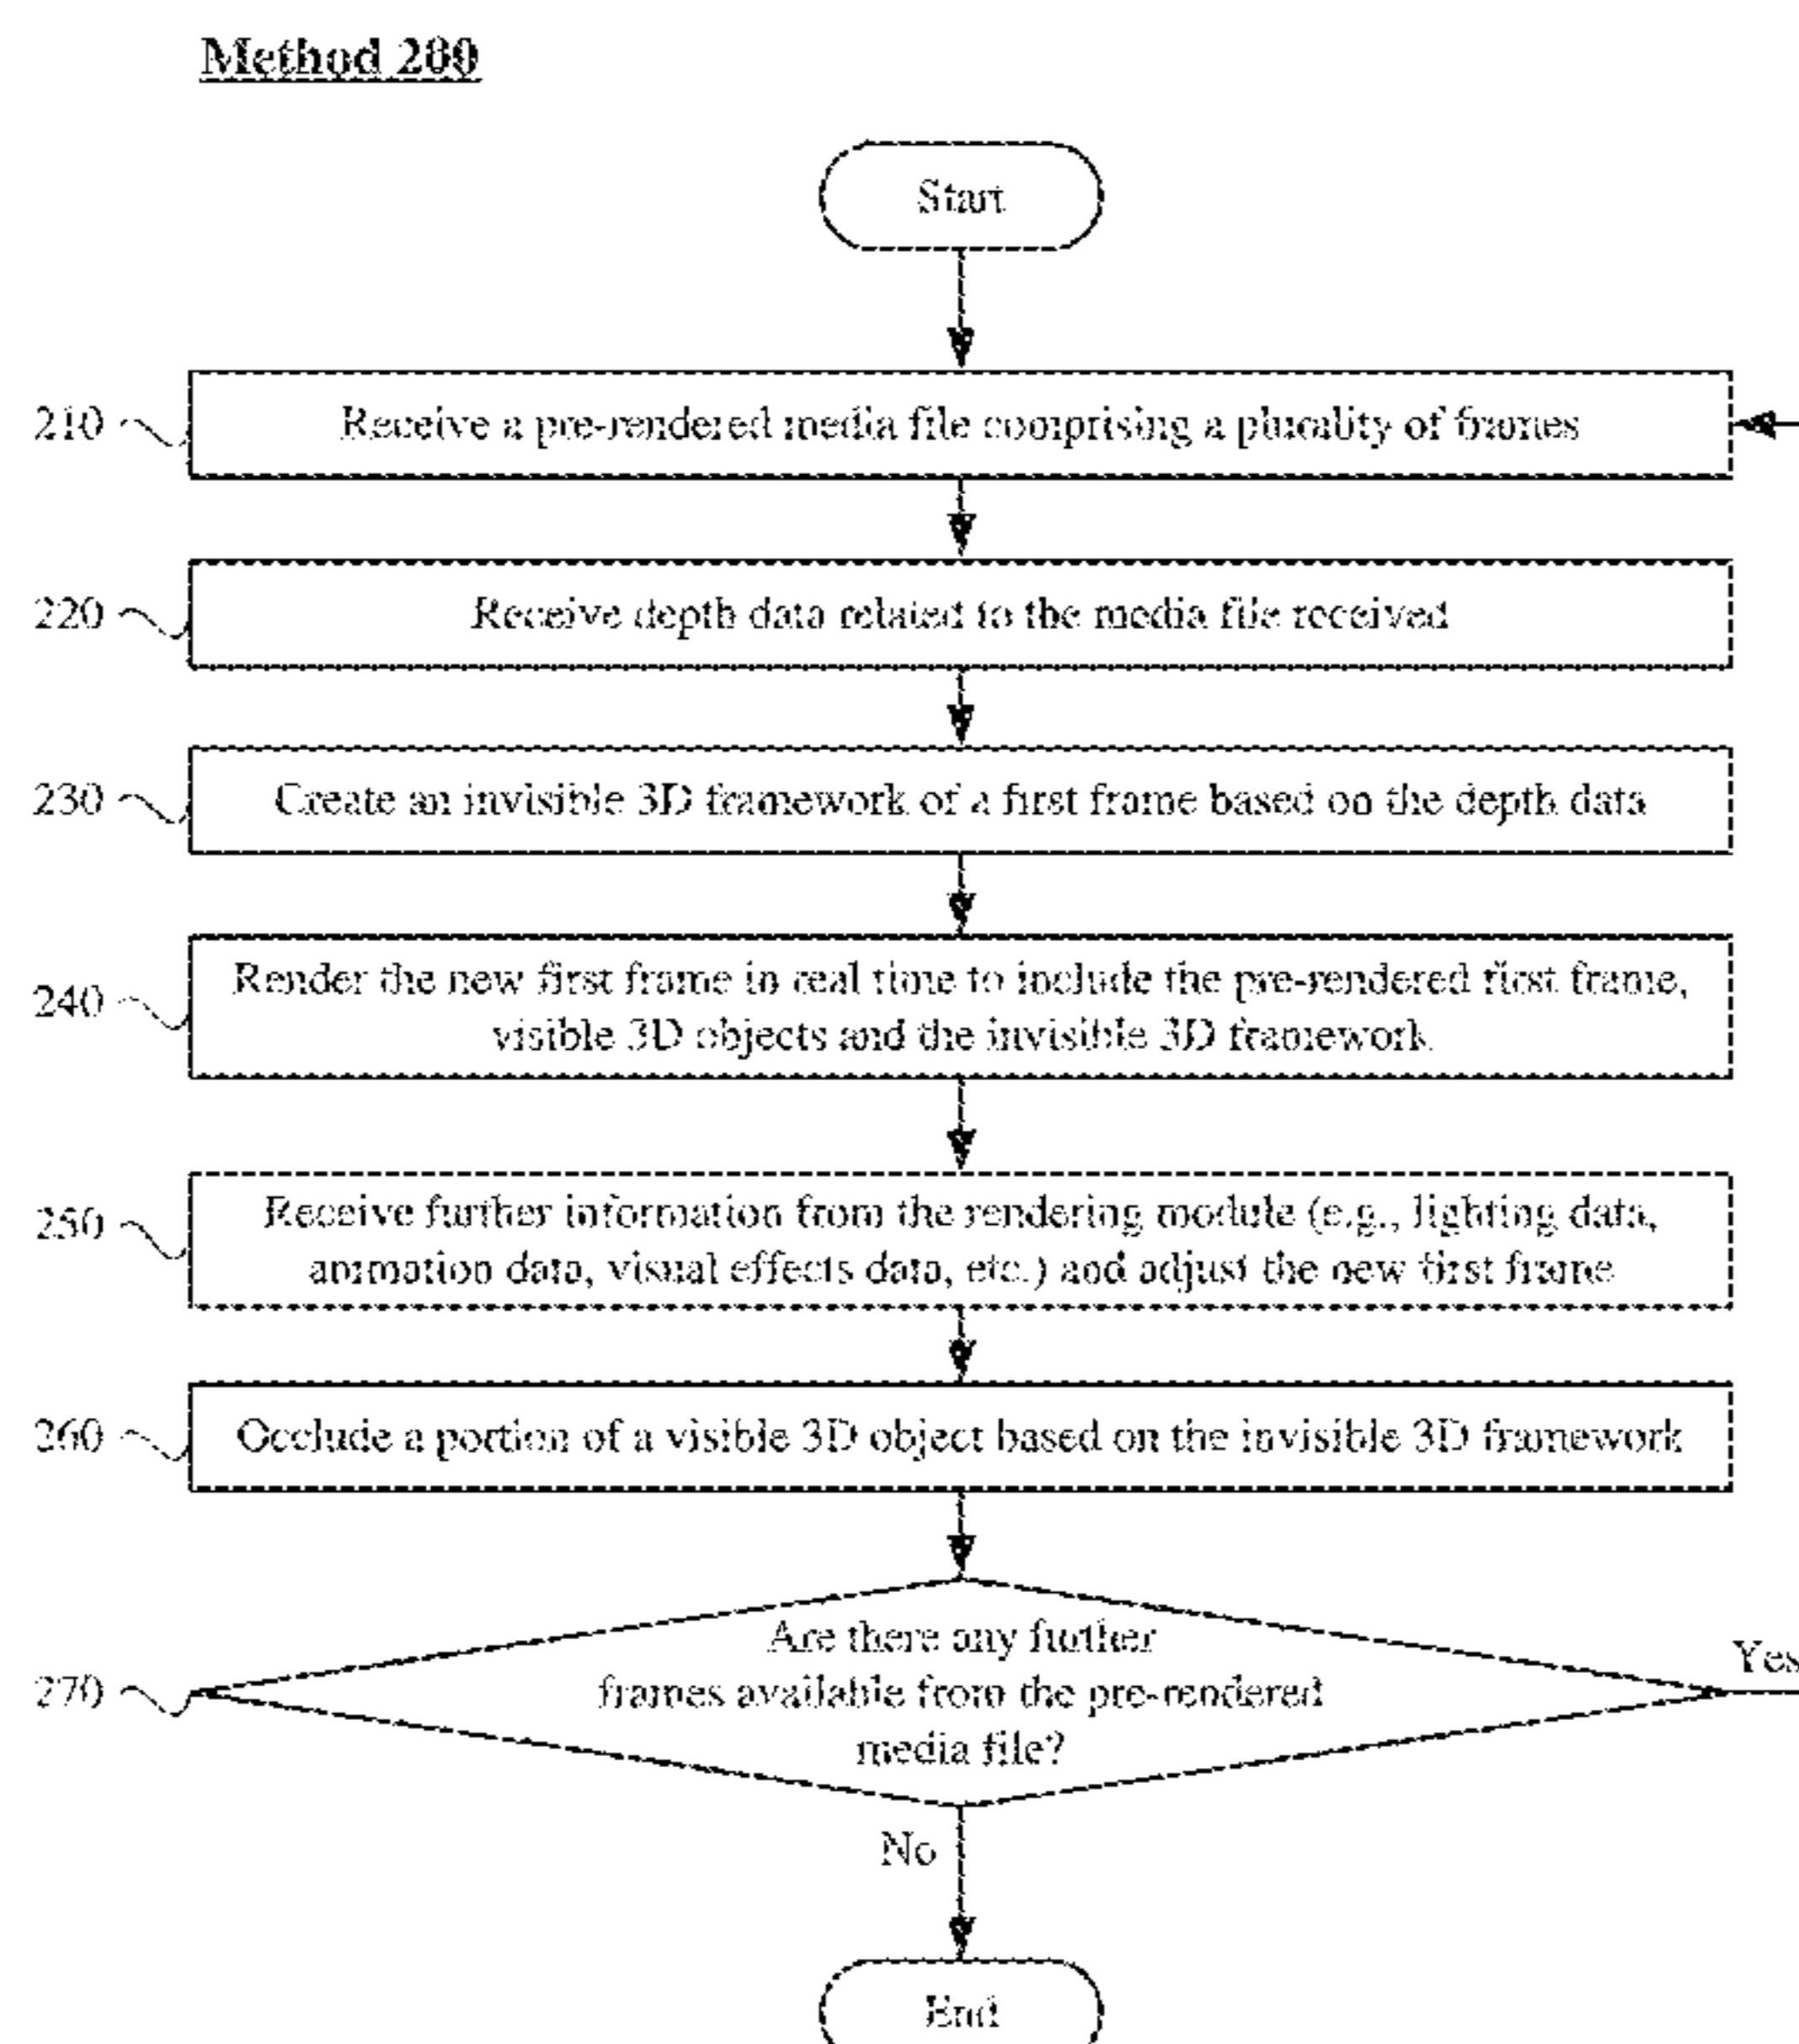 Method 200
Start
210
Receive a pre-rendered media file comprising a plurality of frames
220
Receive depth data related to the media file received
230
Create an invisible 3D framework of a first frame based on the depth data
240
Render the new first frame in real time to include the pre-rendered first frame,
visible 3D objects and the invisible 3D framework
250
Receive further information from the rendering module (e.g., lighting data,
animation data, visual effects data, etc.) and adjust the new first frame
260
Occlude a portion of a visible 3D object based on the invisible 3D framework
270
Are there any further
frames available from the pre-rendered
media file?
Yes
No
End